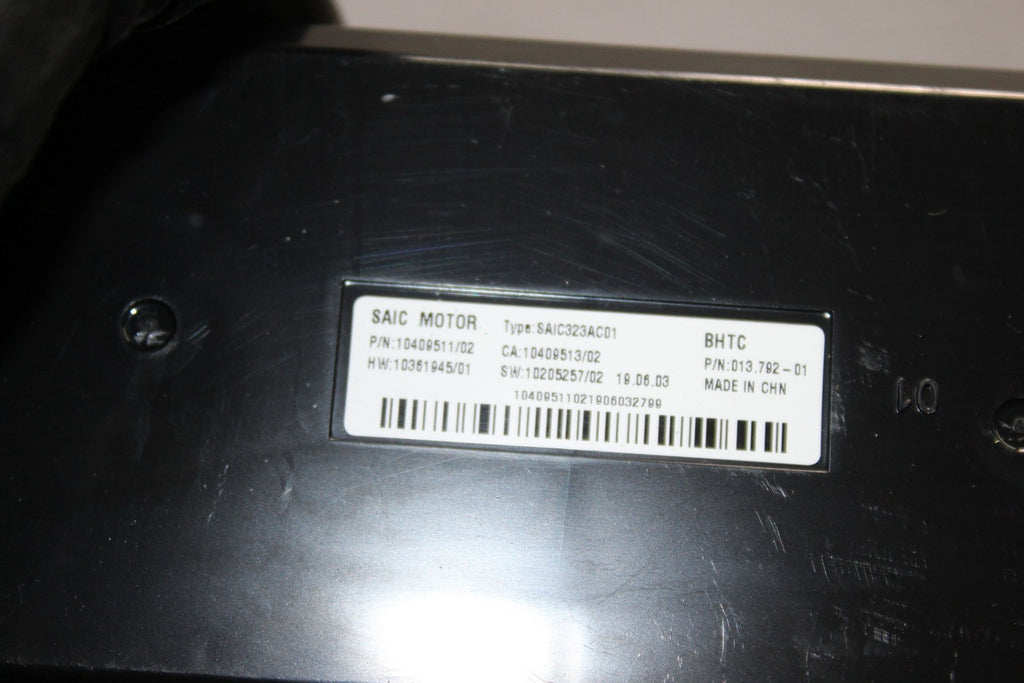 SAIC MOTOR Type:SAIC323AC01 BHTC
P/N:10409511/02 CA:10409513/02 P/N:013.792-01
HW:10361945/01 SW:10205257/02 19.06.03 MADE IN CHN
10409511021906032799
01